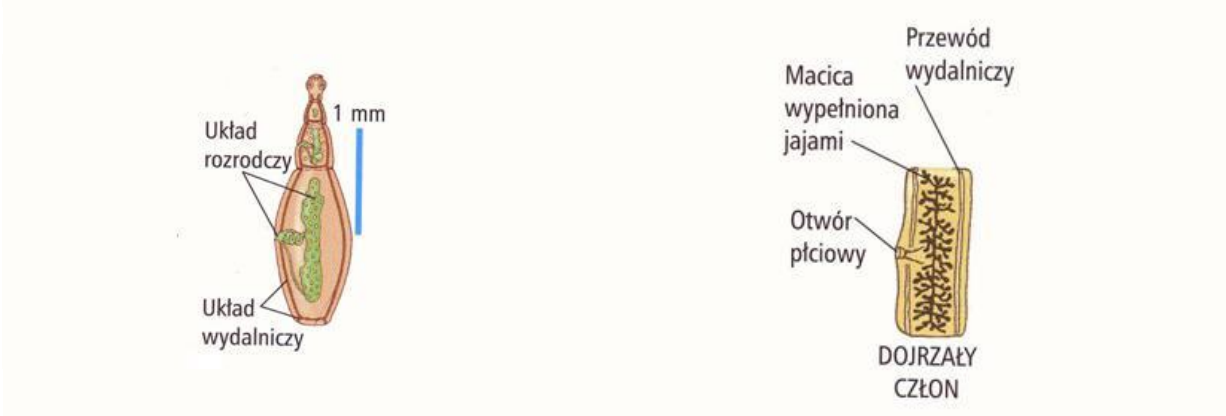 1 mm
Układ
rozrodczy
Układ
wydalniczy
Przewód
wydalniczy
Macica
wypełniona
jajami
Otwór
płciowy
DOJRZAŁY
CZŁON